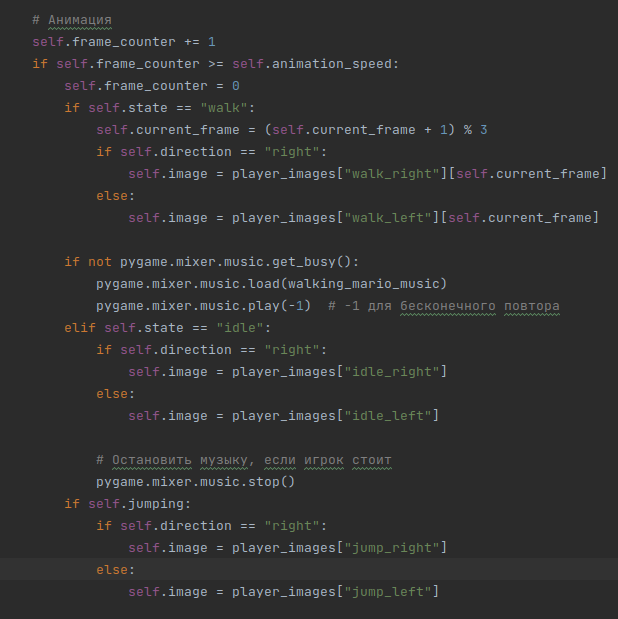 # Анимация
self.frame_counter += 1
if self.frame_counter >= self.animation_speed:
    self.frame_counter = 0
    if self.state == "walk":
        self.current_frame = (self.current_frame + 1) % 3
        if self.direction == "right":
            self.image = player_images["walk_right"][self.current_frame]
        else:
            self.image = player_images["walk_left"][self.current_frame]

    if not pygame.mixer.music.get_busy():
        pygame.mixer.music.load(walking_mario_music)
        pygame.mixer.music.play(-1)  # -1 для бесконечного повтора
    elif self.state == "idle":
        if self.direction == "right":
            self.image = player_images["idle_right"]
        else:
            self.image = player_images["idle_left"]

        # Остановить музыку, если игрок стоит
        pygame.mixer.music.stop()
    if self.jumping:
        if self.direction == "right":
            self.image = player_images["jump_right"]
        else:
            self.image = player_images["jump_left"]